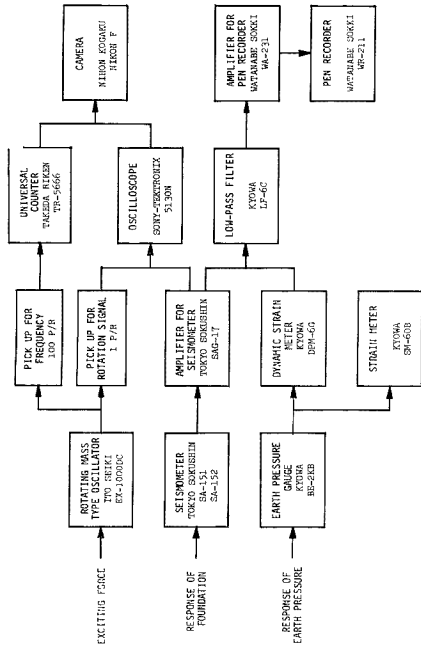 EXCITING FORCE
ROTATING MASS
TYPE OSCILLATOR
ITO SEIKI
EX-1000DC
PICK UP FOR
FREQUENCY
100 P/R
UNIVERSAL
COUNTER
TAKEDA RIKEN
TR-5666
CAMERA
NIHON KOGAKU
NIKON F
PICK UP FOR
ROTATION SIGNAL
1 P/R
OSCILLOSCOPE
SONY-TEKTRONIX
5130N
RESPONSE OF
FOUNDATION
SEISMOMETER
TOKYO SOKUSHIN
SA-151
SA-152
AMPLIFIER FOR
SEISMOMETER
TOKYO SOKUSHIN
SAG-17
LOW-PASS FILTER
KYOWA
LF-6C
AMPLIFIER FOR
PEN RECORDER
WATANABE SOKKI
WA-231
PEN RECORDER
WATANABE SOKKI
WR-211
RESPONSE OF
EARTH PRESSURE
EARTH PRESSURE
GAUGE
KYOWA
BE-2KB
DYNAMIC STRAIN
METER
KYOWA
DPM-6G
STRAIN METER
KYOWA
SM-60B